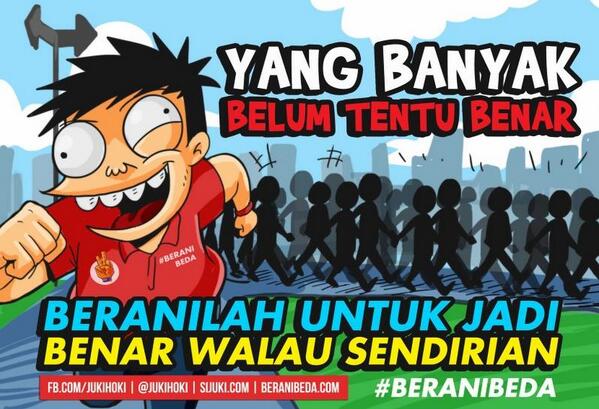 YANG BANYAK
BELUM TENTU BENAR
#BERANI
BEDA
BERANILAH UNTUK JADI
BENAR WALAU SENDIRIAN
FB.COM/JUKIHOKI | @JUKIHOKI | SIJUKI.COM | BERANIBEDA.COM
#BERANIBEDA